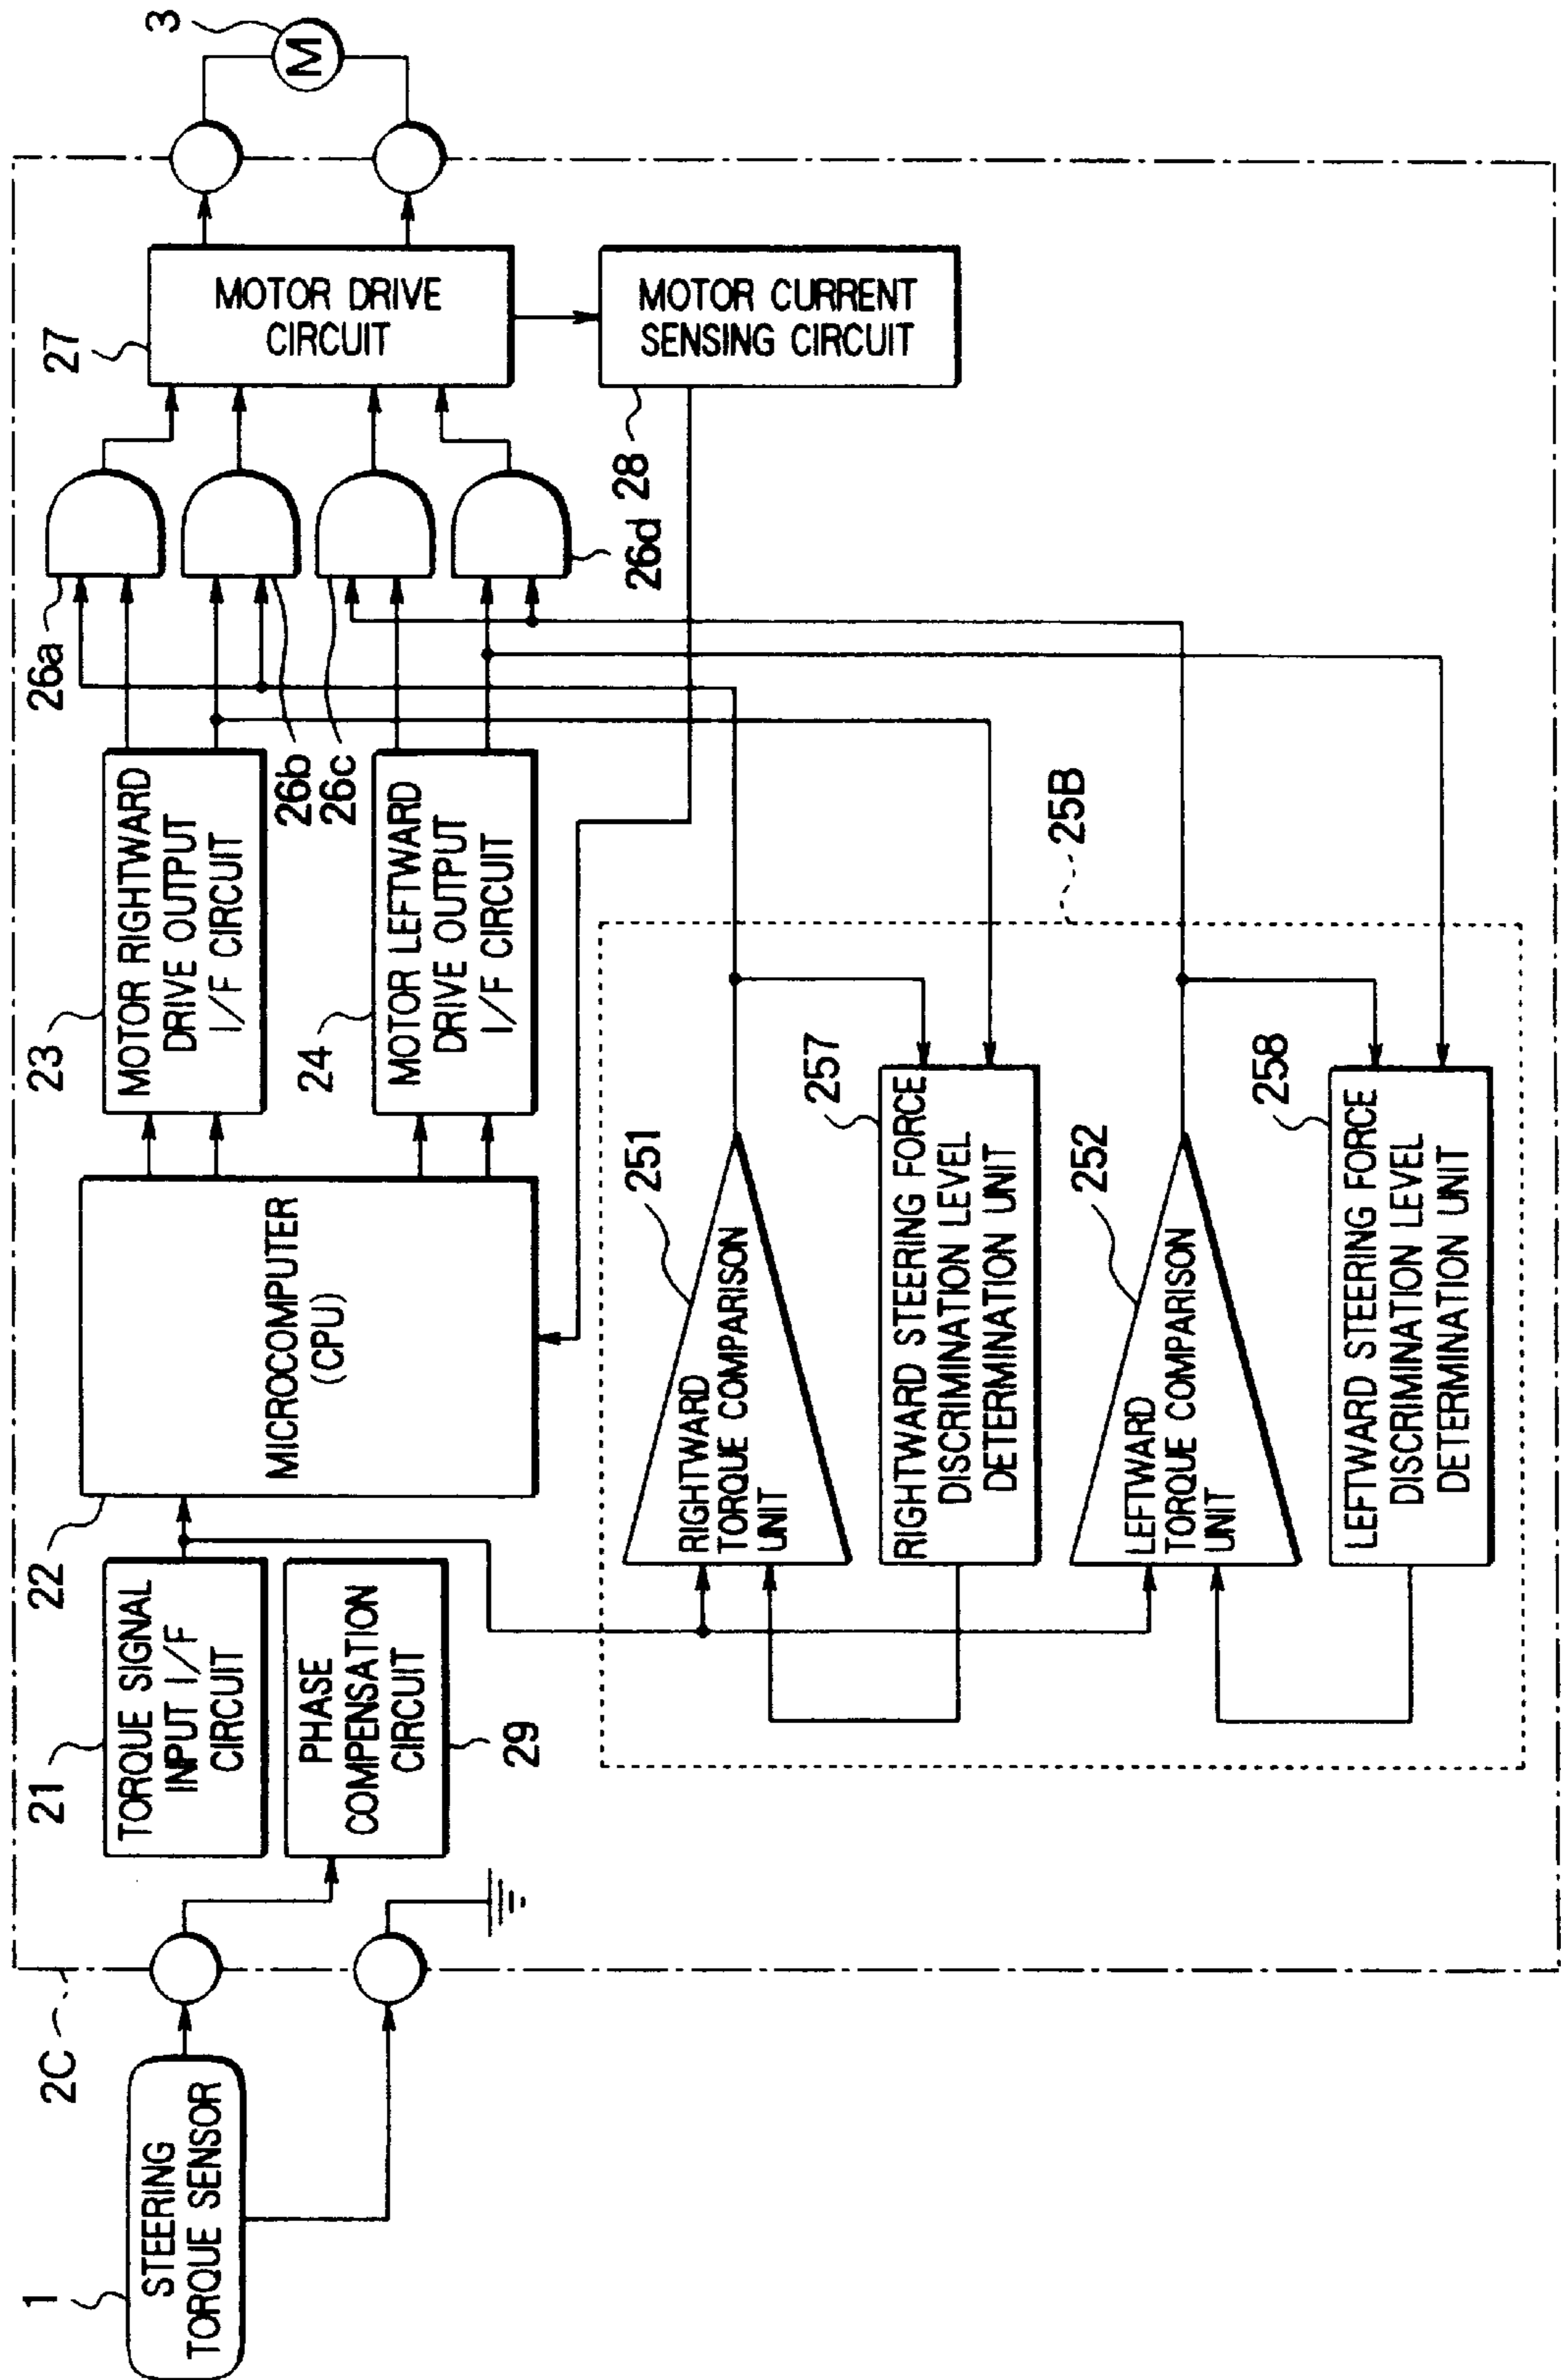 1
STEERING
TORQUE SENSOR
2C
21
TORQUE SIGNAL
INPUT I/F
CIRCUIT
PHASE
COMPENSATION
CIRCUIT
29
22
MICROCOMPUTER
(CPU)
23
MOTOR RIGHTWARD
DRIVE OUTPUT
I/F CIRCUIT
24
MOTOR LEFTWARD
DRIVE OUTPUT
I/F CIRCUIT
26a
26b
26c
26d
27
MOTOR DRIVE
CIRCUIT
28
MOTOR CURRENT
SENSING CIRCUIT
3
M
25B
251
RIGHTWARD
TORQUE COMPARISON
UNIT
257
RIGHTWARD STEERING FORCE
DISCRIMINATION LEVEL
DETERMINATION UNIT
252
LEFTWARD
TORQUE COMPARISON
UNIT
258
LEFTWARD STEERING FORCE
DISCRIMINATION LEVEL
DETERMINATION UNIT